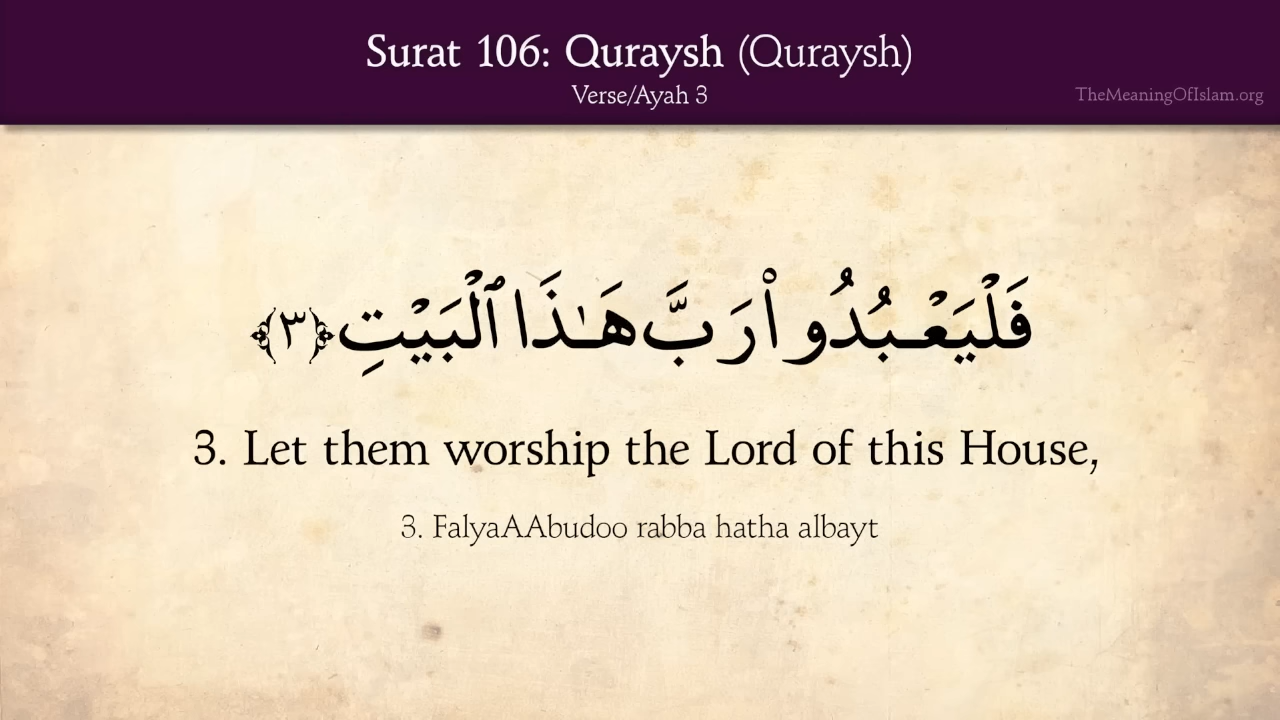 Surat 106: Quraysh (Quraysh)
Verse/Ayah 3
TheMeaningOfIslam.org
فَلْيَعْبُدُوا۟ رَبَّ هَـٰذَا ٱلْبَيْتِ ﴿٣﴾
3. Let them worship the Lord of this House,
3. FalyaAAbudoo rabba hatha albayt